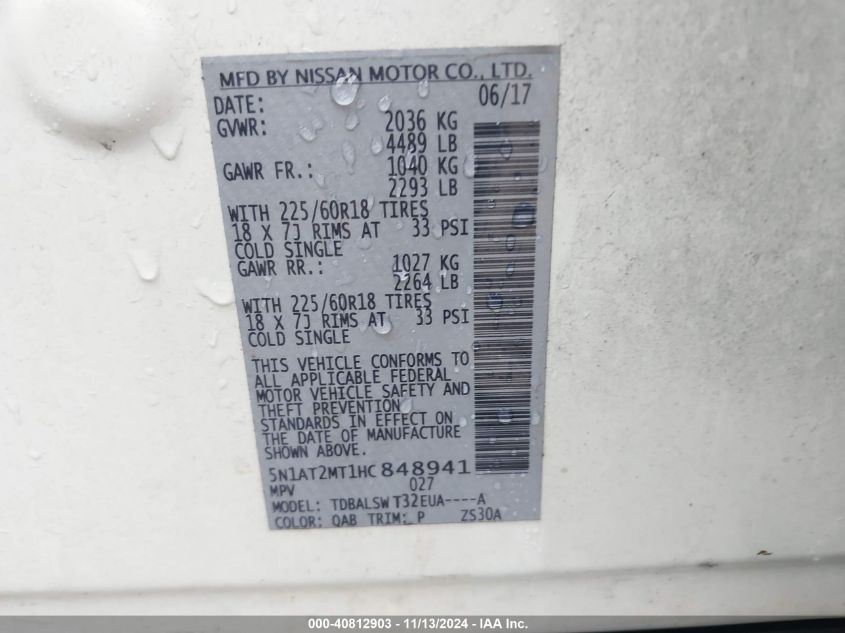 MFD BY NISSAN MOTOR CO., LTD.
DATE: 06/17
GVWR: 2036 KG
4489 LB
GAWR FR.: 1040 KG
2293 LB
WITH 225/60R18 TIRES
18 X 7J RIMS AT 33 PSI
COLD SINGLE
GAWR RR.: 1027 KG
2264 LB
WITH 225/60R18 TIRES
18 X 7J RIMS AT 33 PSI
COLD SINGLE
THIS VEHICLE CONFORMS TO
ALL APPLICABLE FEDERAL
MOTOR VEHICLE SAFETY AND
THEFT PREVENTION
STANDARDS IN EFFECT ON
THE DATE OF MANUFACTURE
SHOWN ABOVE.
5N1AT2MT1HC848941
MPV 027
MODEL: TDBALSW T32EUA----A
COLOR: QAB TRIM: P ZS30A
000-40812903 - 11/13/2024 - IAA Inc.